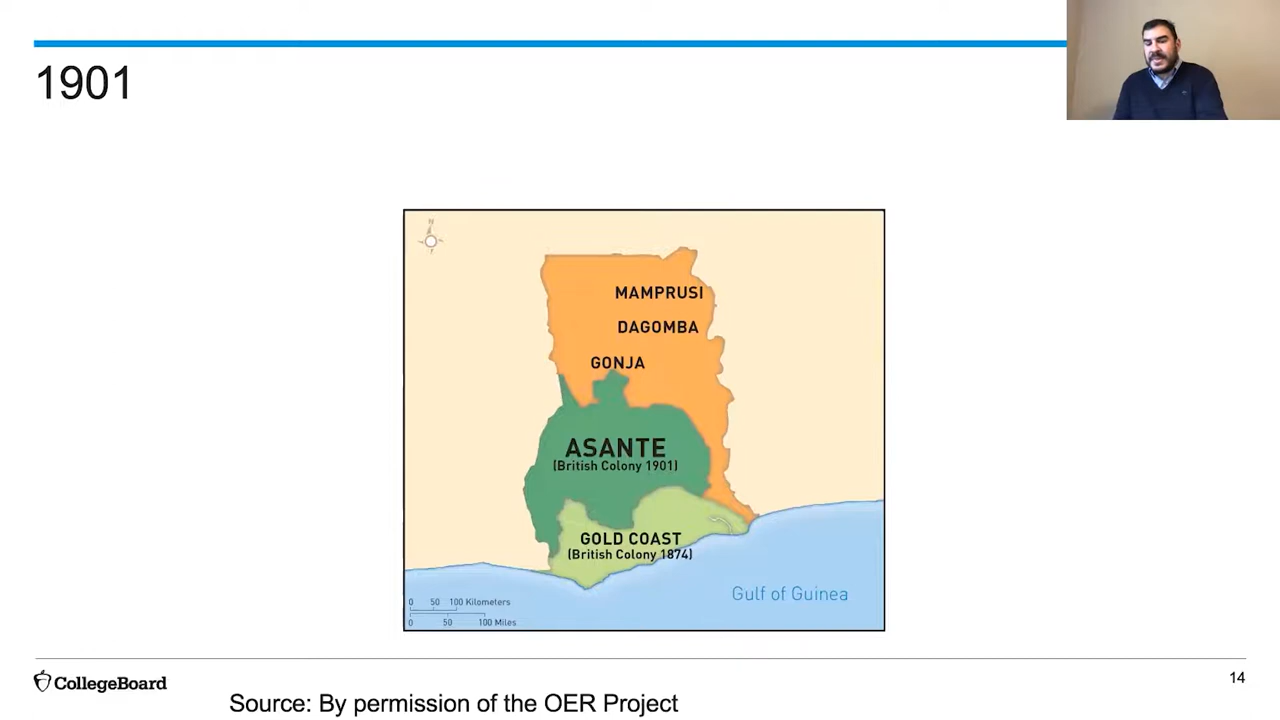 1901
N
MAMPRUSI
DAGOMBA
GONJA
ASANTE
(British Colony 1901)
GOLD COAST
(British Colony 1874)
Gulf of Guinea
0 50 100 Kilometers
0 50 100 Miles
CollegeBoard
14
Source: By permission of the OER Project